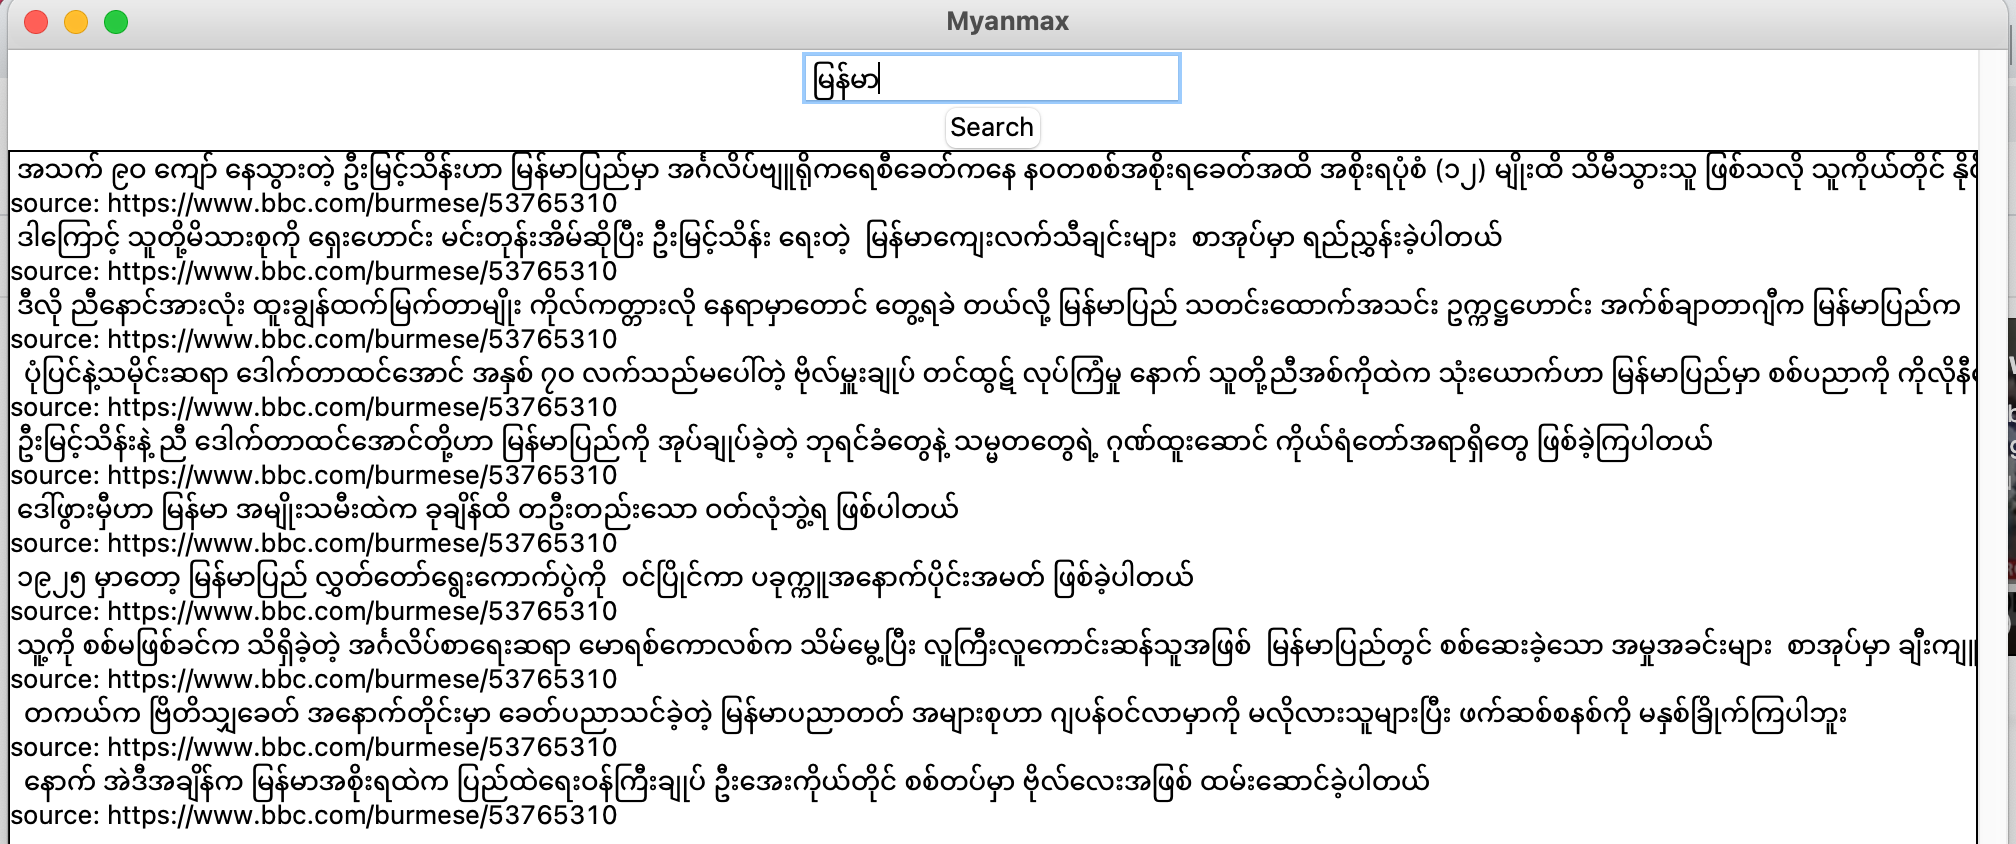 Myanmax
မြန်မာ
Search
အသက် ၉၀ ကျော် နေသွားတဲ့ ဦးမြင့်သိန်းဟာ မြန်မာပြည်မှာ အင်္ဂလိပ်ဗျူရိုကရေစီခေတ်ကနေ နဝတစစ်အစိုးရခေတ်အထိ အစိုးရပုံစံ (၁၂) မျိုးထိ သိမီသွားသူ ဖြစ်သလို သူကိုယ်တိုင်
source: https://www.bbc.com/burmese/53765310
ဒါကြောင့် သူတို့မိသားစုကို ရှေးဟောင်း မင်းတုန်းအိမ်ဆိုပြီး ဦးမြင့်သိန်း ရေးတဲ့ မြန်မာကျေးလက်သီချင်းများ စာအုပ်မှာ ရည်ညွှန်းခဲ့ပါတယ်
source: https://www.bbc.com/burmese/53765310
ဒီလို ညီနောင်အားလုံး ထူးချွန်ထက်မြက်တာမျိုး ကိုလ်ကတ္တားလို နေရာမှာတောင် တွေ့ရခဲ တယ်လို့ မြန်မာပြည် သတင်းထောက်အသင်း ဥက္ကဋ္ဌဟောင်း အက်စ်ချာတာဂျီက မြန်မာပြည်က
source: https://www.bbc.com/burmese/53765310
ပုံပြင်နဲ့သမိုင်းဆရာ ဒေါက်တာထင်အောင် အနှစ် ၇၀ လက်သည်မပေါ်တဲ့ ဗိုလ်မှူးချုပ် တင်ထွဋ် လုပ်ကြံမှု နောက် သူတို့ညီအစ်ကိုထဲက သုံးယောက်ဟာ မြန်မာပြည်မှာ စစ်ပညာကို
source: https://www.bbc.com/burmese/53765310
ဦးမြင့်သိန်းနဲ့ ညီ ဒေါက်တာထင်အောင်တို့ဟာ မြန်မာပြည်ကို အုပ်ချုပ်ခဲ့တဲ့ ဘုရင်ခံတွေနဲ့ သမ္မတတွေရဲ့ ဂုဏ်ထူးဆောင် ကိုယ်ရံတော်အရာရှိတွေ ဖြစ်ခဲ့ကြပါတယ်
source: https://www.bbc.com/burmese/53765310
ဒေါ်ဖွားမှီဟာ မြန်မာ အမျိုးသမီးထဲက ခုချိန်ထိ တဦးတည်းသော ဝတ်လုံဘွဲ့ရ ဖြစ်ပါတယ်
source: https://www.bbc.com/burmese/53765310
၁၉၂၅ မှာတော့ မြန်မာပြည် လွှတ်တော်ရွေးကောက်ပွဲကို ဝင်ပြိုင်ကာ ပခုက္ကူအနောက်ပိုင်းအမတ် ဖြစ်ခဲ့ပါတယ်
source: https://www.bbc.com/burmese/53765310
သူ့ကို စစ်မဖြစ်ခင်က သိရှိခဲ့တဲ့ အင်္ဂလိပ်စာရေးဆရာ မောရစ်ကောလစ်က သိမ်မွေ့ပြီး လူကြီးလူကောင်းဆန်သူအဖြစ် မြန်မာပြည်တွင် စစ်ဆေးခဲ့သော အမှုအခင်းများ စာအုပ်မှာ
source: https://www.bbc.com/burmese/53765310
တကယ်က ဗြိတိသျှခေတ် အနောက်တိုင်းမှာ ခေတ်ပညာသင်ခဲ့တဲ့ မြန်မာပညာတတ် အများစုဟာ ဂျပန်ဝင်လာမှာကို မလိုလားသူများပြီး ဖက်ဆစ်စနစ်ကို မနှစ်ခြိုက်ကြပါဘူး
source: https://www.bbc.com/burmese/53765310
နောက် အဲဒီအချိန်က မြန်မာအစိုးရထဲက ပြည်ထဲရေးဝန်ကြီးချုပ် ဦးအေးကိုယ်တိုင် စစ်တပ်မှာ ဗိုလ်လေးအဖြစ် ထမ်းဆောင်ခဲ့ပါတယ်
source: https://www.bbc.com/burmese/53765310